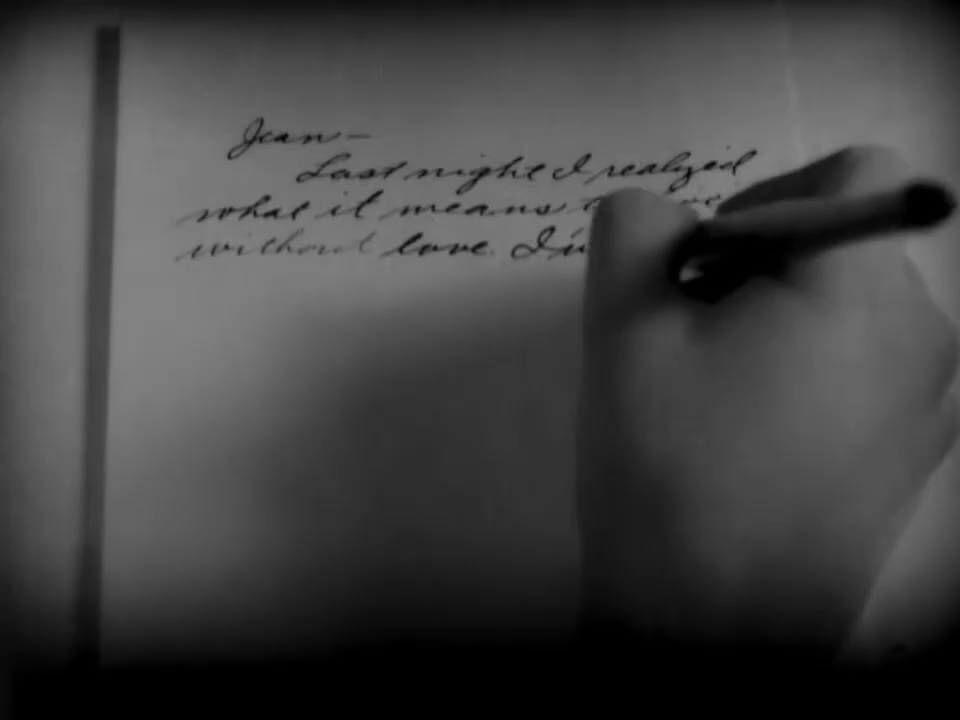 Jean—
Last night I realized
what it means
without love. I